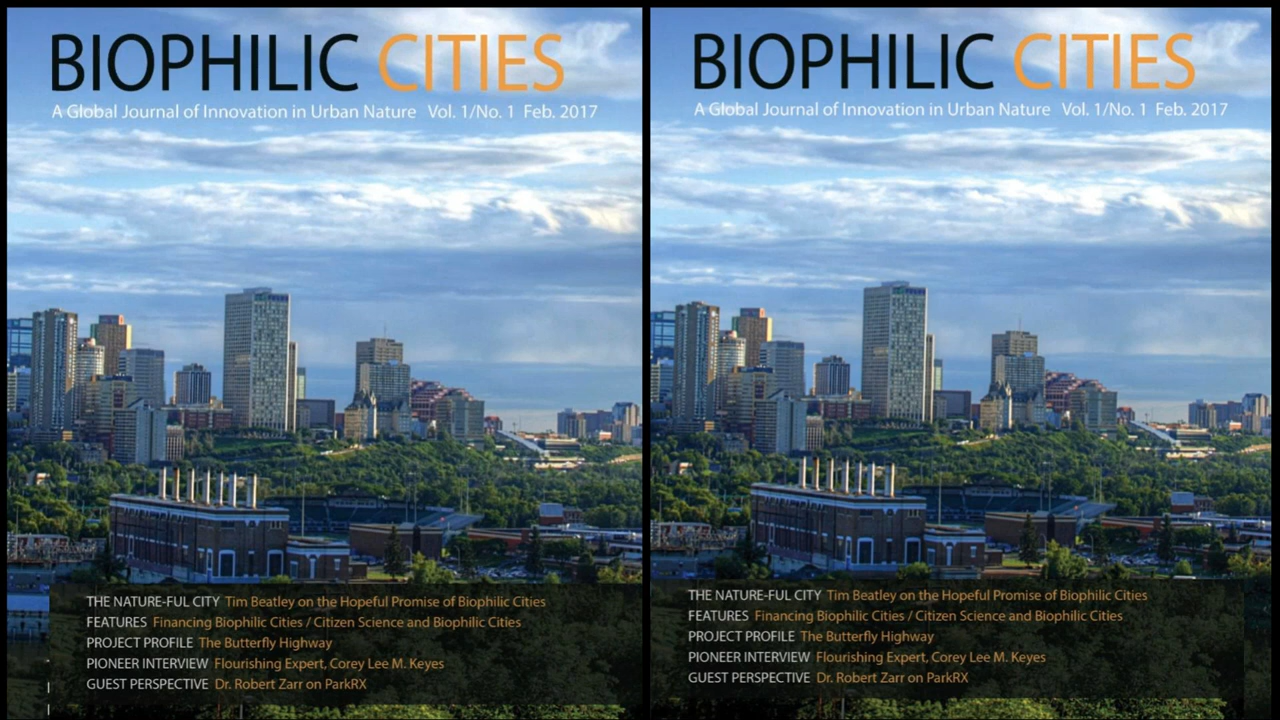 BIOPHILIC CITIES
A Global Journal of Innovation in Urban Nature Vol. 1/No. 1 Feb. 2017
THE NATURE-FUL CITY Tim Beatley on the Hopeful Promise of Biophilic Cities
FEATURES Financing Biophilic Cities / Citizen Science and Biophilic Cities
PROJECT PROFILE The Butterfly Highway
PIONEER INTERVIEW Flourishing Expert, Corey Lee M. Keyes
GUEST PERSPECTIVE Dr. Robert Zarr on ParkRX
BIOPHILIC CITIES
A Global Journal of Innovation in Urban Nature Vol. 1/No. 1 Feb. 2017
THE NATURE-FUL CITY Tim Beatley on the Hopeful Promise of Biophilic Cities
FEATURES Financing Biophilic Cities / Citizen Science and Biophilic Cities
PROJECT PROFILE The Butterfly Highway
PIONEER INTERVIEW Flourishing Expert, Corey Lee M. Keyes
GUEST PERSPECTIVE Dr. Robert Zarr on ParkRX